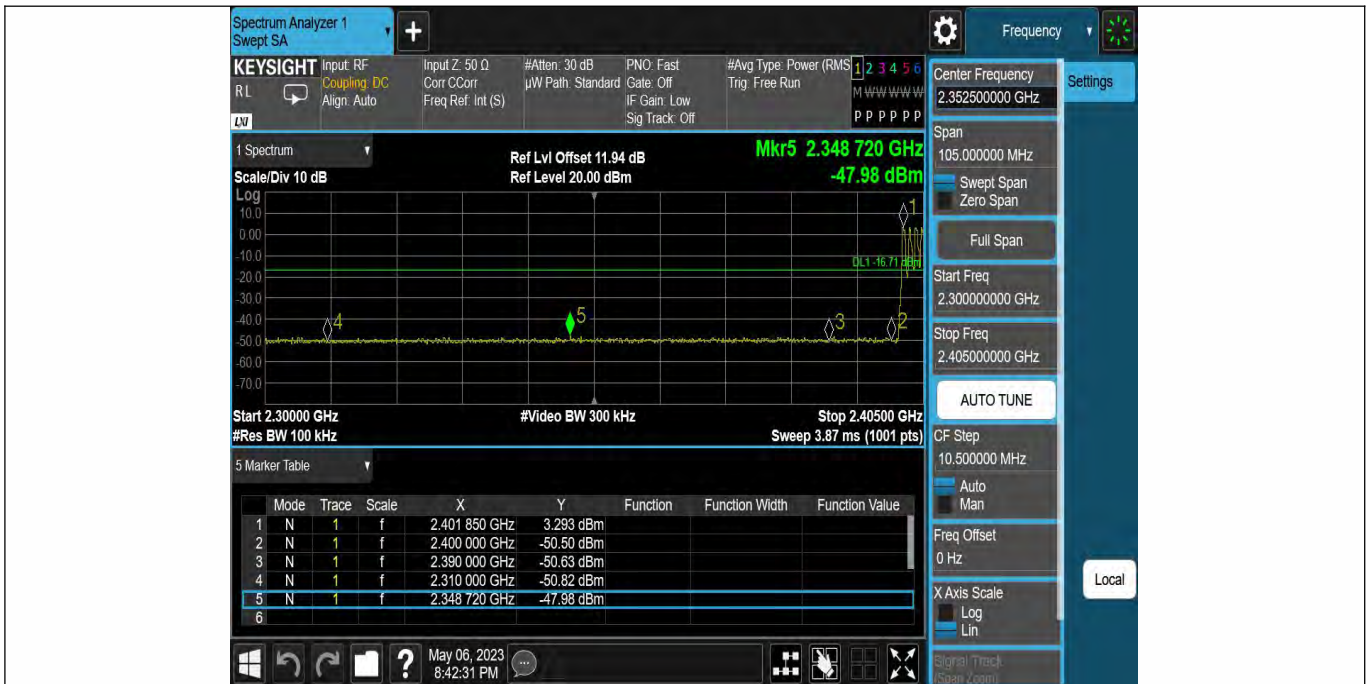 Spectrum Analyzer 1
Swept SA
+
Frequency
KEYSIGHT
RL
LXI
Input: RF
Coupling: DC
Align: Auto
Input Z: 50 Ω
Corr CCorr
Freq Ref: Int (S)
#Atten: 30 dB
µW Path: Standard
PNO: Fast
Gate: Off
IF Gain: Low
Sig Track: Off
#Avg Type: Power (RMS
Trig: Free Run
1 2 3 4 5 6
M W W W W W
P P P P P P
1 Spectrum
Scale/Div 10 dB
Ref Lvl Offset 11.94 dB
Ref Level 20.00 dBm
Mkr5 2.348 720 GHz
-47.98 dBm
Log
10.0
0.00
-10.0
-20.0
-30.0
-40.0
-50.0
-60.0
-70.0
1
DL1 -16.71 dBm
4
5
3
2
Start 2.30000 GHz
#Video BW 300 kHz
Stop 2.40500 GHz
#Res BW 100 kHz
Sweep 3.87 ms (1001 pts)
5 Marker Table
Mode Trace Scale X Y Function Function Width Function Value
1 N 1 f 2.401 850 GHz 3.293 dBm
2 N 1 f 2.400 000 GHz -50.50 dBm
3 N 1 f 2.390 000 GHz -50.63 dBm
4 N 1 f 2.310 000 GHz -50.82 dBm
5 N 1 f 2.348 720 GHz -47.98 dBm
6
?
May 06, 2023
8:42:31 PM
Center Frequency
2.352500000 GHz
Settings
Span
105.000000 MHz
Swept Span
Zero Span
Full Span
Start Freq
2.300000000 GHz
Stop Freq
2.405000000 GHz
AUTO TUNE
CF Step
10.500000 MHz
Auto
Man
Freq Offset
0 Hz
X Axis Scale
Log
Lin
Local
Signal Track
(Span Zoom)